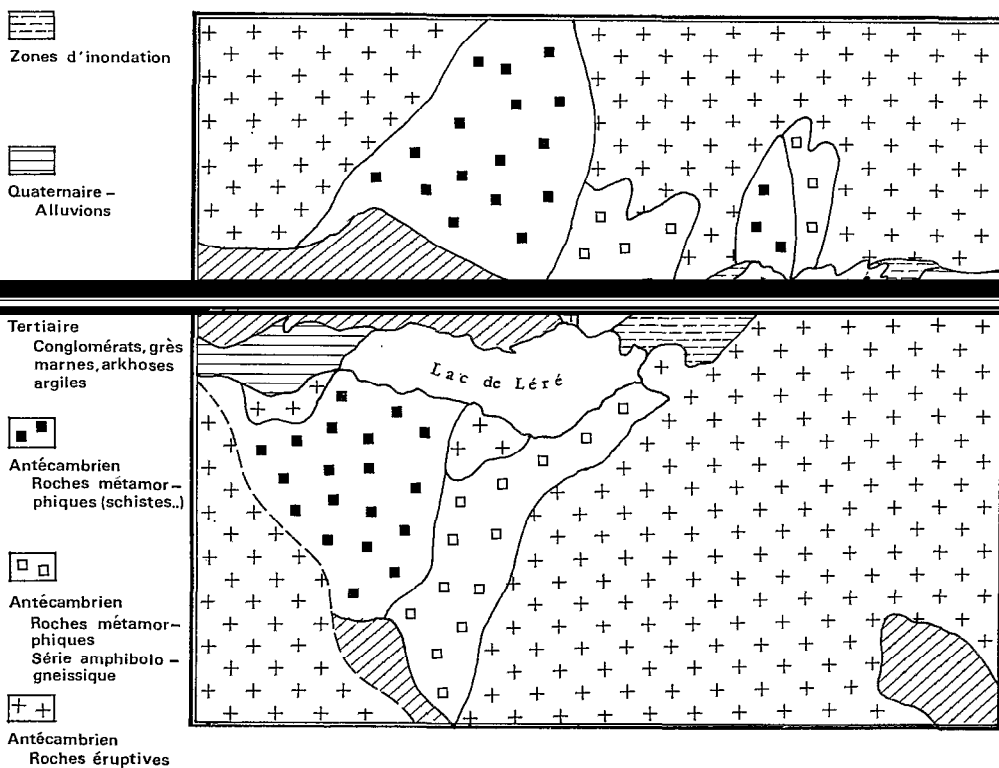 Zones d'inondation
Quaternaire –
Alluvions
Tertiaire
Conglomérats, grès
marnes, arkhoses
argiles
Antécambrien
Roches métamor–
phiques (schistes..)
Antécambrien
Roches métamor–
phiques
Série amphibolo –
gneissique
Antécambrien
Roches éruptives
Lac de Léré